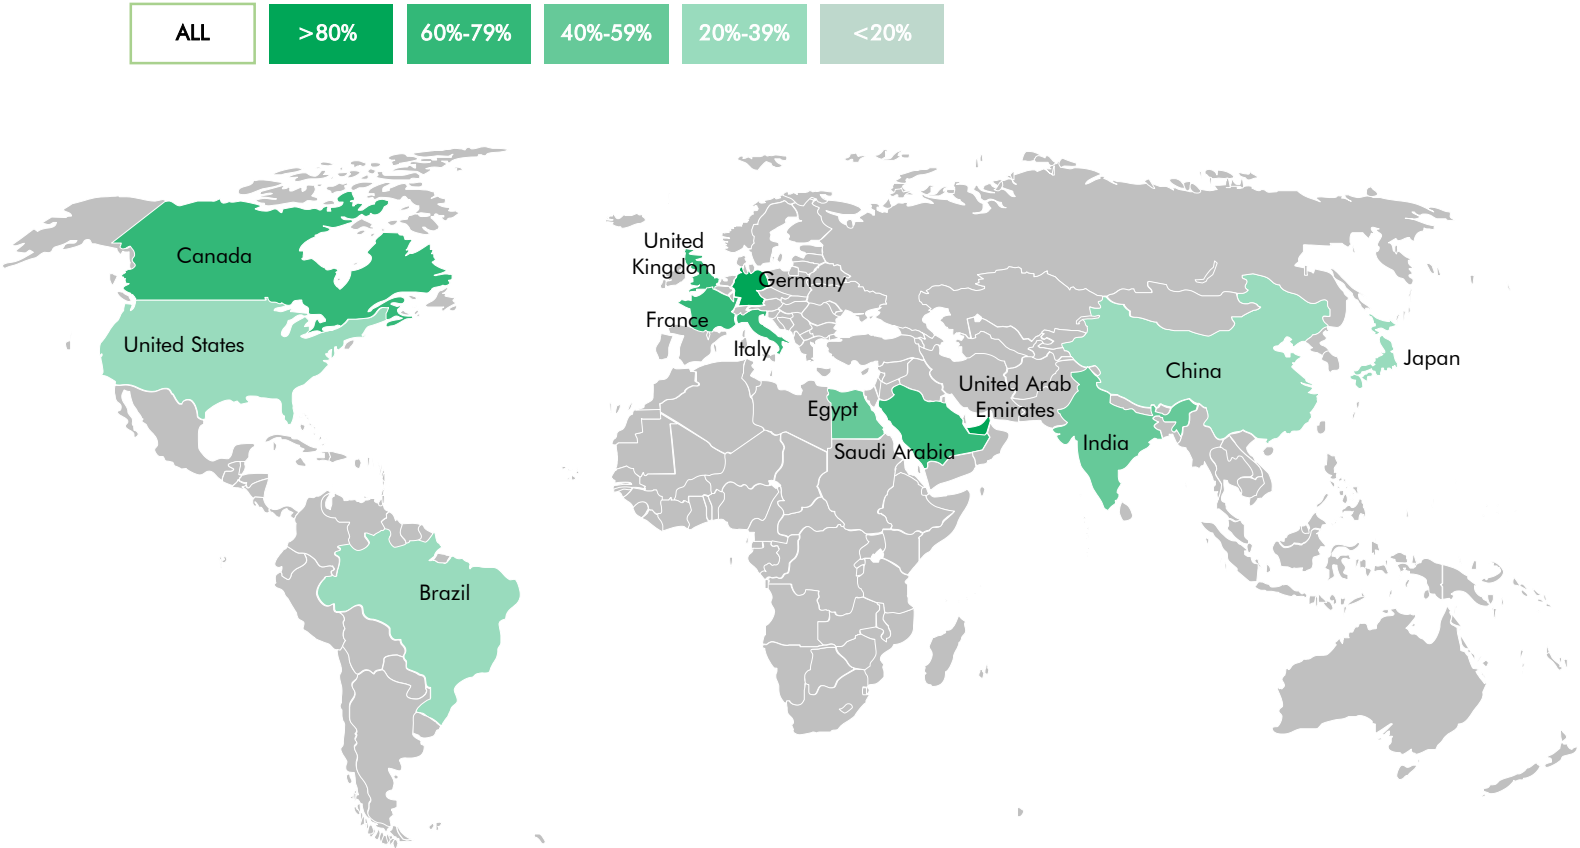 ALL
>80%
60%-79%
40%-59%
20%-39%
<20%
United
Kingdom
Canada
Germany
France
United States
Italy
Japan
China
United Arab
Emirates
Egypt
India
Saudi Arabia
Brazil